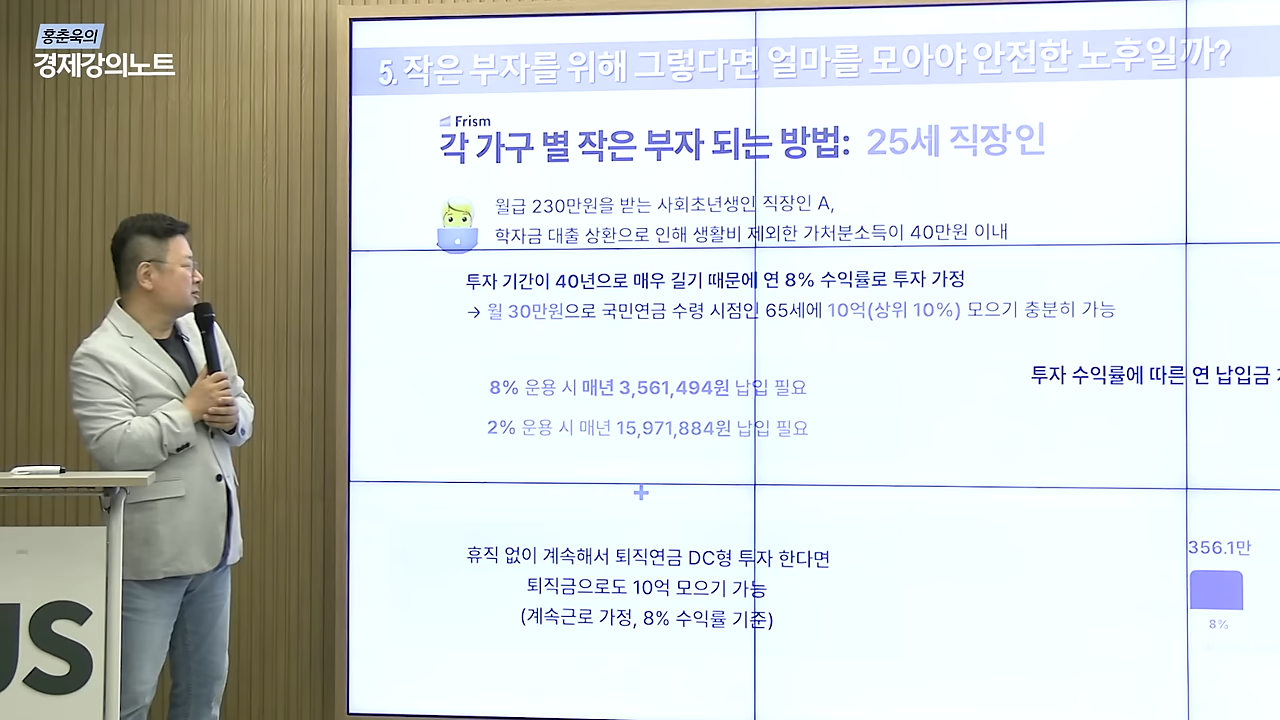 홍춘욱의
경제강의노트
5. 작은 부자를 위해 그렇다면 얼마를 모아야 안전한 노후일까?
Frism
각 가구 별 작은 부자 되는 방법: 25세 직장인
월급 230만원을 받는 사회초년생인 직장인 A,
학자금 대출 상환으로 인해 생활비 제외한 가처분소득이 40만원 이내
투자 기간이 40년으로 매우 길기 때문에 연 8% 수익률로 투자 가정
→ 월 30만원으로 국민연금 수령 시점인 65세에 10억(상위 10%) 모으기 충분히 가능
8% 운용 시 매년 3,561,494원 납입 필요
2% 운용 시 매년 15,971,884원 납입 필요
투자 수익률에 따른 연 납입금
+
휴직 없이 계속해서 퇴직연금 DC형 투자 한다면
퇴직금으로도 10억 모으기 가능
(계속근로 가정, 8% 수익률 기준)
356.1만
8%
US